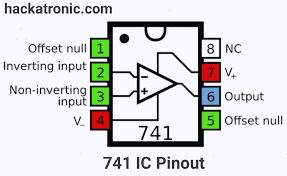 hackatronic.com
Offset null 1
Inverting input 2
Non-inverting
input 3
V− 4
8 NC
7 V+
6 Output
5 Offset null
−
+
741
741 IC Pinout